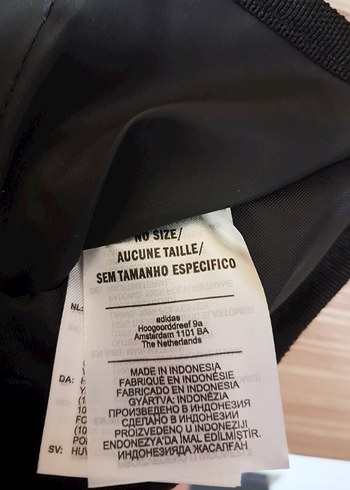 NO SIZE/
AUCUNE TAILLE/
SEM TAMANHO ESPECIFICO
adidas
Hoogoorddreef 9a
Amsterdam 1101 BA
The Netherlands
MADE IN INDONESIA
FABRIQUÉ EN INDONÉSIE
FABRICADO EN INDONESIA
GYÁRTVA: INDONÉZIA
ПРОИЗВЕДЕНО В ИНДОНЕЗИЯ
СДЕЛАНО В ИНДОНЕЗИИ
PROIZVEDENO U INDONEZIJI
ENDONEZYA'DA İMAL EDİLMİŞTİR.
ИНДОНЕЗИЯДА ЖАСАЛҒАН
NL:
DA:
SV: